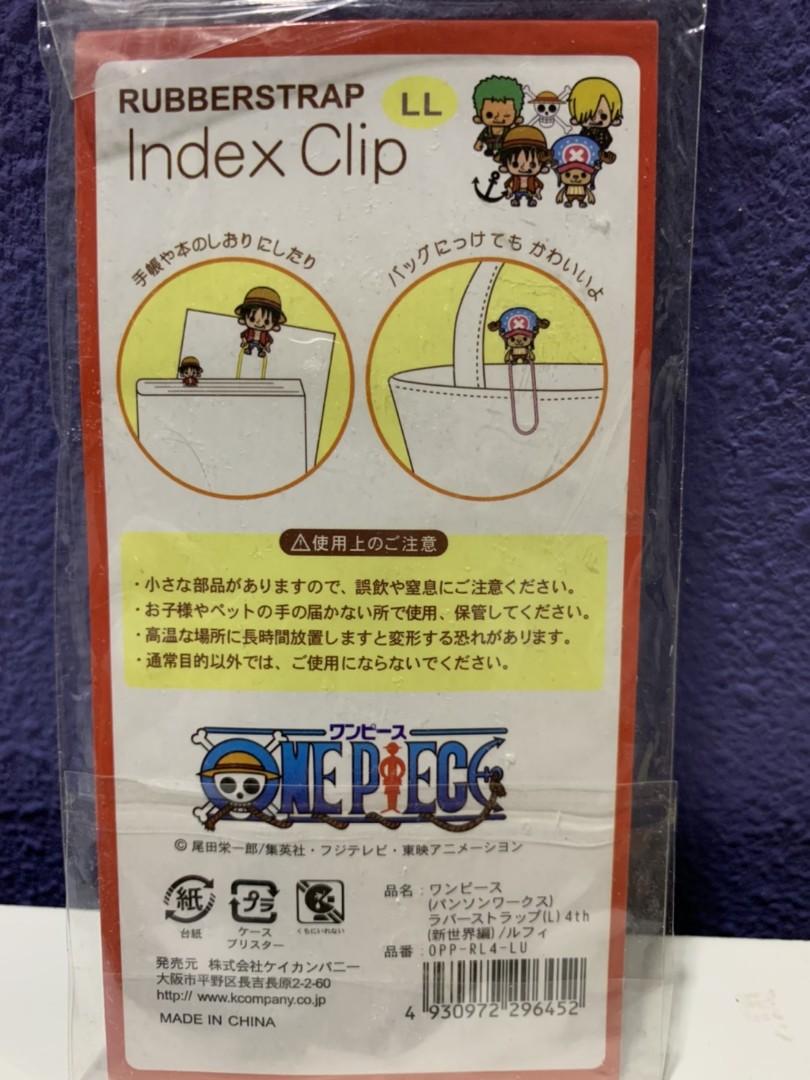 RUBBERSTRAP LL
Index Clip
手帳や本のしおりにしたり
バッグにつけても かわいいよ
⚠使用上のご注意
・小さな部品がありますので、誤飲や窒息にご注意ください。
・お子様やペットの手の届かない所で使用、保管してください。
・高温な場所に長時間放置しますと変形する恐れがあります。
・通常目的以外では、ご使用にならないでください。
ワンピース
ONE PIECE
© 尾田栄一郎/集英社・フジテレビ・東映アニメーション
紙
台紙
プラ
ケース
ブリスター
くちにいれない
品名：ワンピース
(パンソンワークス)
ラバーストラップ(L)4th
(新世界編)/ルフィ
品番：OPP-RL4-LU
発売元 株式会社ケイカンパニー
大阪市平野区長吉長原2-2-60
http:// www.kcompany.co.jp
MADE IN CHINA
4 930972 296452